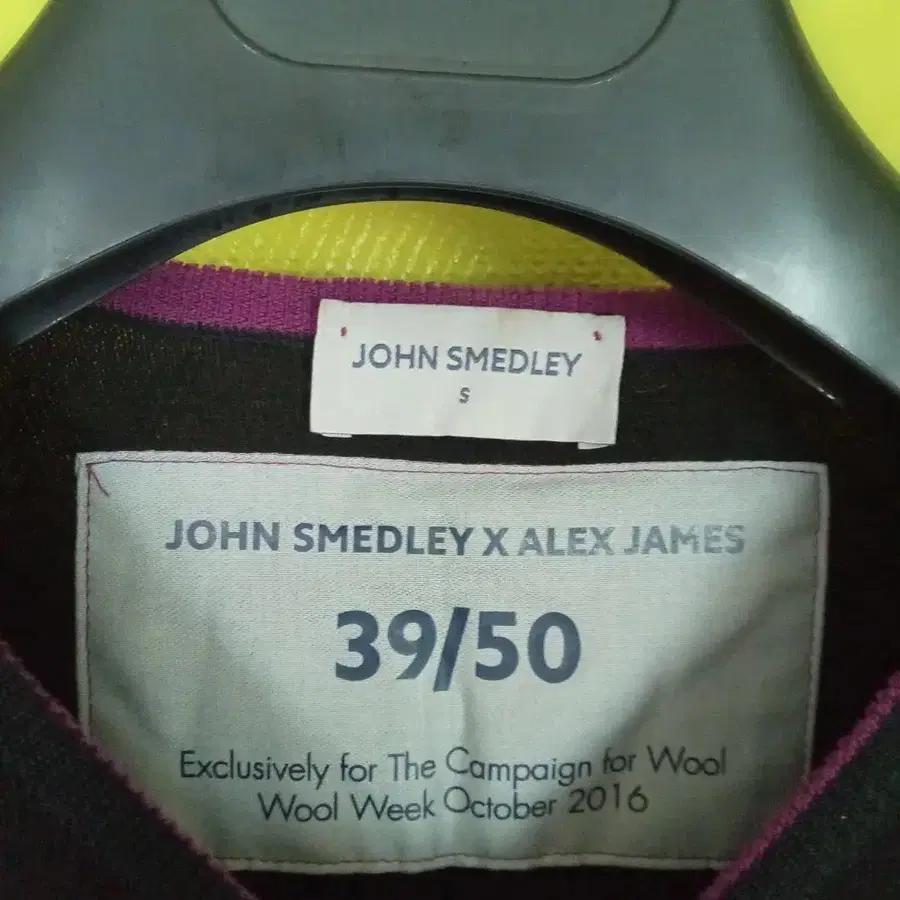 JOHN SMEDLEY
S
JOHN SMEDLEY X ALEX JAMES
39/50
Exclusively for The Campaign for Wool
Wool Week October 2016